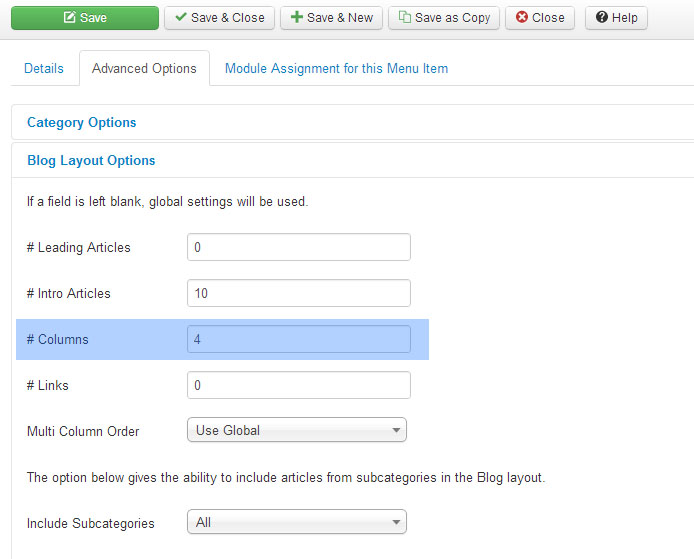 Save Save & Close Save & New Save as Copy Close Help
Details Advanced Options Module Assignment for this Menu Item
Category Options
Blog Layout Options
If a field is left blank, global settings will be used.
# Leading Articles 0
# Intro Articles 10
# Columns 4
# Links 0
Multi Column Order Use Global
The option below gives the ability to include articles from subcategories in the Blog layout.
Include Subcategories All